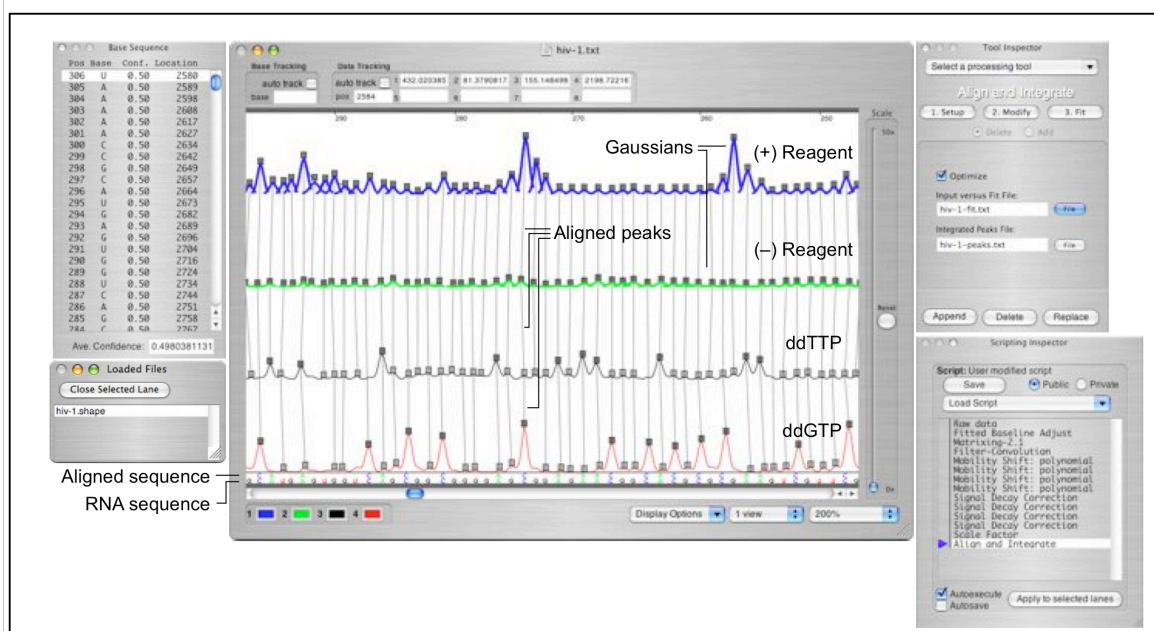 Base Sequence
Pos Base Conf. Location
306 U 0.50 2580
305 A 0.50 2589
304 A 0.50 2598
303 A 0.50 2608
302 A 0.50 2617
301 A 0.50 2627
300 C 0.50 2634
299 C 0.50 2642
298 G 0.50 2649
297 C 0.50 2657
296 A 0.50 2664
295 U 0.50 2673
294 G 0.50 2682
293 A 0.50 2689
292 G 0.50 2696
291 U 0.50 2704
290 G 0.50 2716
289 G 0.50 2724
288 U 0.50 2734
287 C 0.50 2744
286 A 0.50 2751
285 G 0.50 2758
284 C 0.50 2767
Ave. Confidence: 0.4980381131
Loaded Files
Close Selected Lane
hiv-1.shape
Aligned sequence
RNA sequence
hiv-1.txt
Base Tracking
auto track
base
Data Tracking
auto track 1 432.020385 2 81.3790817 3 155.148498 4 2198.72216
pos 2584 5 6 7 8
290 280 270 260 250
Gaussians
(+) Reagent
Aligned peaks
(–) Reagent
ddTTP
ddGTP
Scale
50x
Reset
0x
1 2 3 4
Display Options
1 view
200%
Tool Inspector
Select a processing tool
Align and Integrate
1. Setup
2. Modify
3. Fit
Delete
Add
Optimize
Input versus Fit File:
hiv-1-fit.txt
File
Integrated Peaks File:
hiv-1-peaks.txt
File
Append
Delete
Replace
Scripting Inspector
Script: User modified script
Save
Public
Private
Load Script
Raw data
Fitted Baseline Adjust
Matrixing-2.1
Filter-Convolution
Mobility Shift: polynomial
Mobility Shift: polynomial
Mobility Shift: polynomial
Signal Decay Correction
Signal Decay Correction
Signal Decay Correction
Signal Decay Correction
Scale Factor
Align and Integrate
Autoexecute
Autosave
Apply to selected lanes